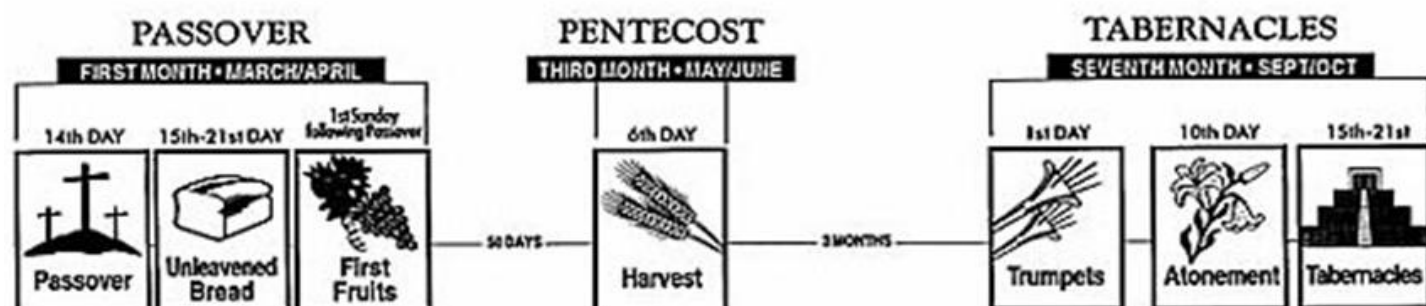 PASSOVER
FIRST MONTH • MARCH/APRIL
14th DAY
15th-21st DAY
1st Sunday
following Passover
Passover
Unleavened
Bread
First
Fruits
50 DAYS
PENTECOST
THIRD MONTH • MAY/JUNE
6th DAY
Harvest
3 MONTHS
TABERNACLES
SEVENTH MONTH • SEPT/OCT
1st DAY
10th DAY
15th-21st
Trumpets
Atonement
Tabernacles